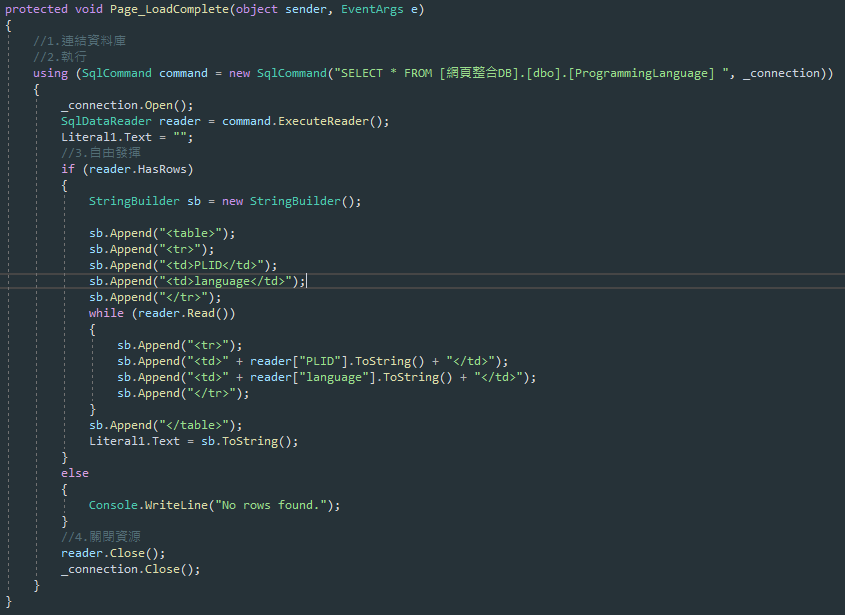 protected void Page_LoadComplete(object sender, EventArgs e)
{
//1.連結資料庫
//2.執行
using (SqlCommand command = new SqlCommand("SELECT * FROM [網頁整合DB].[dbo].[ProgrammingLanguage] ", _connection))
{
_connection.Open();
SqlDataReader reader = command.ExecuteReader();
Literal1.Text = "";
//3.自由發揮
if (reader.HasRows)
{
StringBuilder sb = new StringBuilder();
sb.Append("<table>");
sb.Append("<tr>");
sb.Append("<td>PLID</td>");
sb.Append("<td>language</td>");
sb.Append("</tr>");
while (reader.Read())
{
sb.Append("<tr>");
sb.Append("<td>" + reader["PLID"].ToString() + "</td>");
sb.Append("<td>" + reader["language"].ToString() + "</td>");
sb.Append("</tr>");
}
sb.Append("</table>");
Literal1.Text = sb.ToString();
}
else
{
Console.WriteLine("No rows found.");
}
//4.關閉資源
reader.Close();
_connection.Close();
}
}